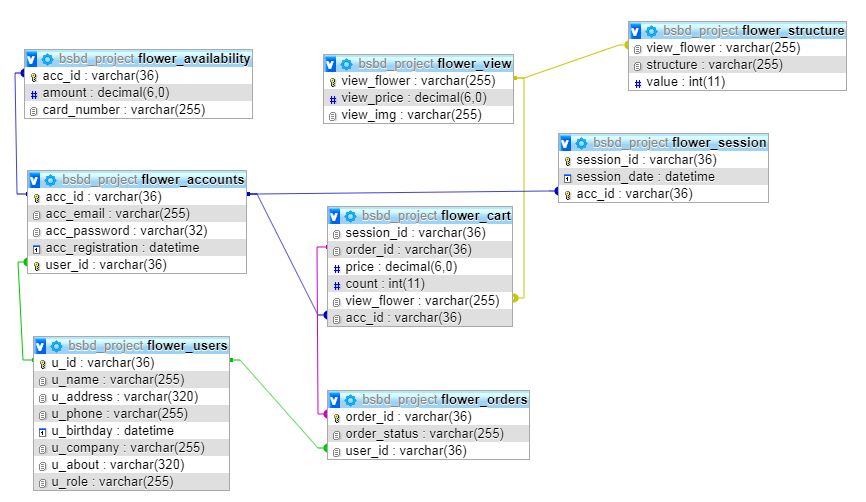 bsbd_project flower_availability
acc_id : varchar(36)
amount : decimal(6,0)
card_number : varchar(255)
bsbd_project flower_view
view_flower : varchar(255)
view_price : decimal(6,0)
view_img : varchar(255)
bsbd_project flower_structure
view_flower : varchar(255)
structure : varchar(255)
value : int(11)
bsbd_project flower_session
session_id : varchar(36)
session_date : datetime
acc_id : varchar(36)
bsbd_project flower_accounts
acc_id : varchar(36)
acc_email : varchar(255)
acc_password : varchar(32)
acc_registration : datetime
user_id : varchar(36)
bsbd_project flower_cart
session_id : varchar(36)
order_id : varchar(36)
price : decimal(6,0)
count : int(11)
view_flower : varchar(255)
acc_id : varchar(36)
bsbd_project flower_users
u_id : varchar(36)
u_name : varchar(255)
u_address : varchar(320)
u_phone : varchar(255)
u_birthday : datetime
u_company : varchar(255)
u_about : varchar(320)
u_role : varchar(255)
bsbd_project flower_orders
order_id : varchar(36)
order_status : varchar(255)
user_id : varchar(36)